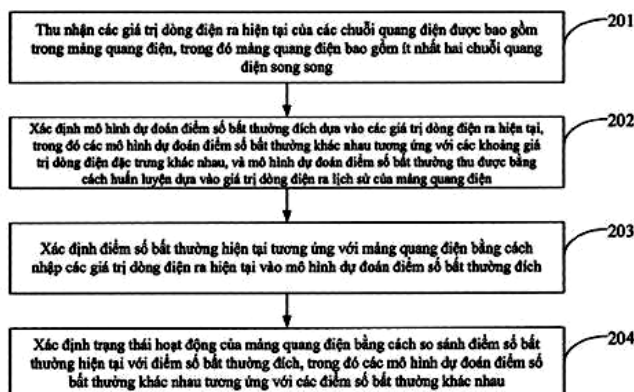 Thu nhận các giá trị dòng điện ra hiện tại của các chuỗi quang điện được bao gồm
trong mảng quang điện, trong đó mảng quang điện bao gồm ít nhất hai chuỗi quang
điện song song
201
Xác định mô hình dự đoán điểm số bất thường đích dựa vào các giá trị dòng điện ra hiện tại,
trong đó các mô hình dự đoán điểm số bất thường khác nhau tương ứng với các khoảng giá
trị dòng điện đặc trưng khác nhau, và mô hình dự đoán điểm số bất thường thu được bằng
cách huấn luyện dựa vào giá trị dòng điện ra lịch sử của mảng quang điện
202
Xác định điểm số bất thường hiện tại tương ứng với mảng quang điện bằng cách
nhập các giá trị dòng điện ra hiện tại vào mô hình dự đoán điểm số bất thường đích
203
Xác định trạng thái hoạt động của mảng quang điện bằng cách so sánh điểm số bất
thường hiện tại với điểm số bất thường đích, trong đó các mô hình dự đoán điểm số
bất thường khác nhau tương ứng với các điểm số bất thường khác nhau
204